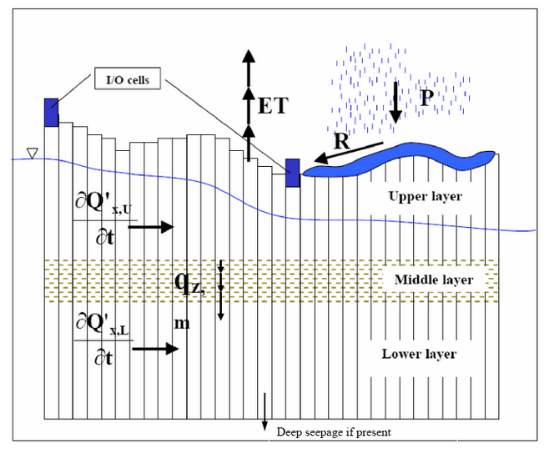 I/O cells
ET
P
R
Upper layer
∂Q'x,U
∂t
Middle layer
qz,
m
∂Q'x,L
∂t
Lower layer
Deep seepage if present